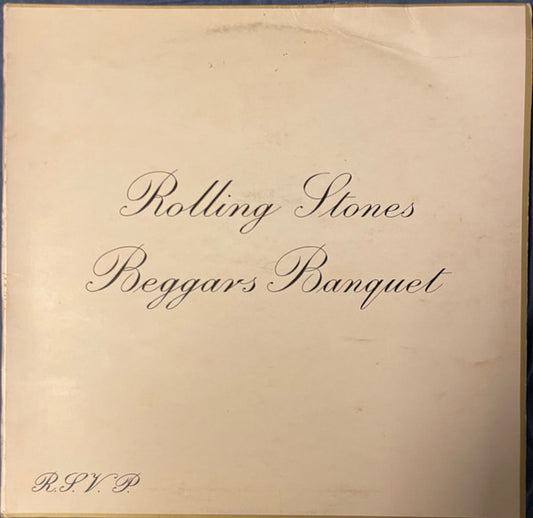 Rolling Stones
Beggars Banquet
R.S.V.P.